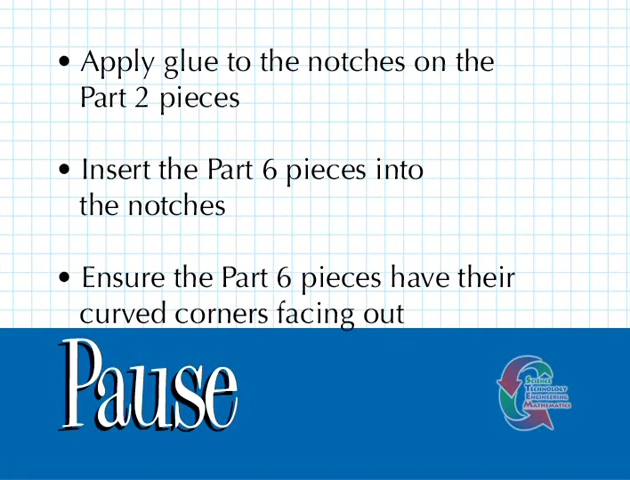 • Apply glue to the notches on the
Part 2 pieces
• Insert the Part 6 pieces into
the notches
• Ensure the Part 6 pieces have their
curved corners facing out
Pause
Science
Technology
Engineering
Mathematics